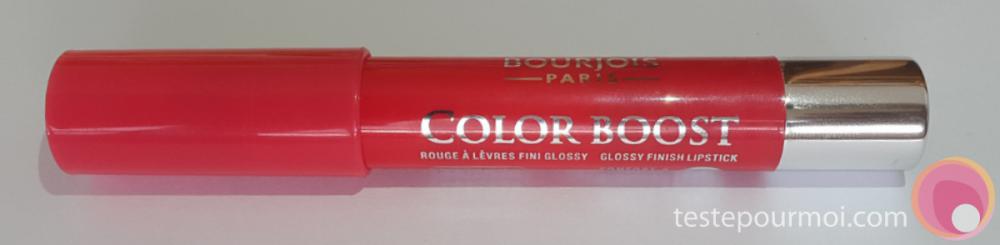 BOURJOIS
PARIS
COLOR BOOST
ROUGE À LÈVRES FINI GLOSSY GLOSSY FINISH LIPSTICK
testepourmoi.com